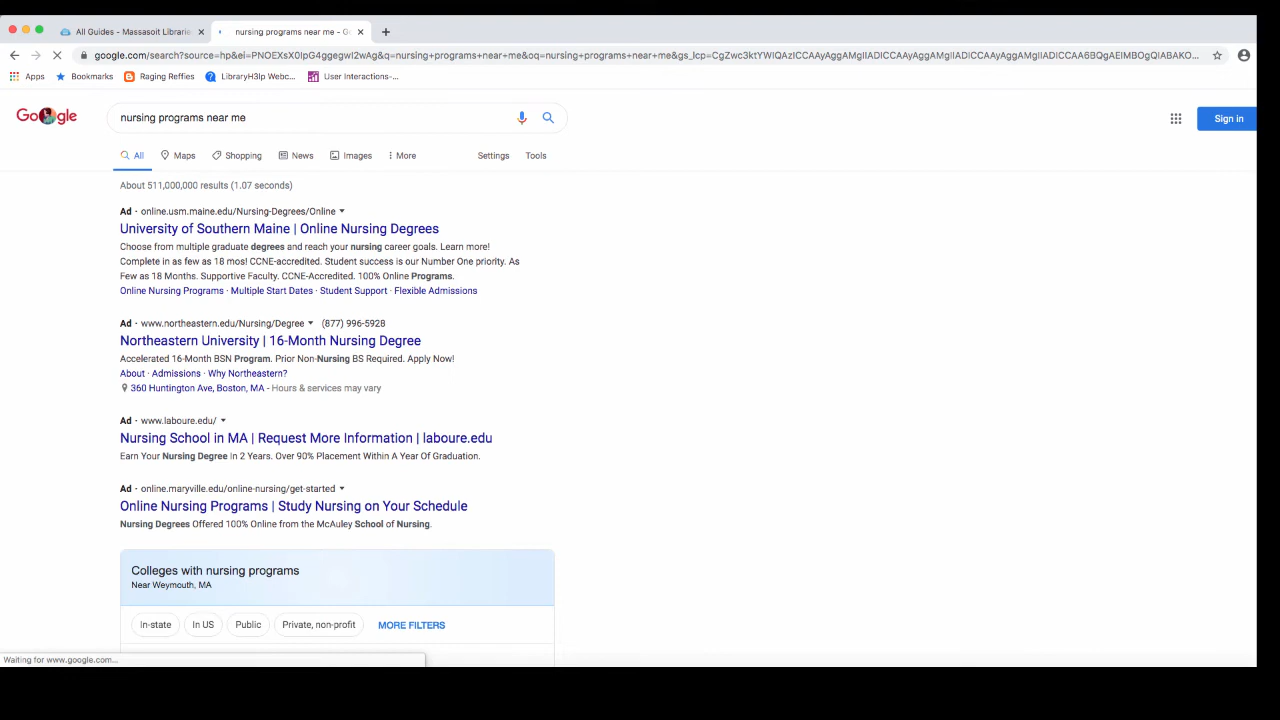 All Guides - Massasoit Librarie
nursing programs near me - G
google.com/search?source=hp&ei=PNOEXsX0IpG4ggegwI2wAg&q=nursing+programs+near+me&oq=nursing+programs+near+me&gs_lcp=CgZwc3ktYWIQAzICCAAyAggAMgIIADICCAAyAggAMgIIADICCAAyAggAMgIIADICCAA6BQgAEIMBOgQIABAKO...
Apps Bookmarks Raging Reffies LibraryH3lp Webc... User Interactions-...
Google
nursing programs near me
Sign in
All Maps Shopping News Images More Settings Tools
About 511,000,000 results (1.07 seconds)
Ad · online.usm.maine.edu/Nursing-Degrees/Online
University of Southern Maine | Online Nursing Degrees
Choose from multiple graduate degrees and reach your nursing career goals. Learn more!
Complete in as few as 18 mos! CCNE-accredited. Student success is our Number One priority. As
Few as 18 Months. Supportive Faculty. CCNE-Accredited. 100% Online Programs.
Online Nursing Programs · Multiple Start Dates · Student Support · Flexible Admissions
Ad · www.northeastern.edu/Nursing/Degree (877) 996-5928
Northeastern University | 16-Month Nursing Degree
Accelerated 16-Month BSN Program. Prior Non-Nursing BS Required. Apply Now!
About · Admissions · Why Northeastern?
360 Huntington Ave, Boston, MA - Hours & services may vary
Ad · www.laboure.edu/
Nursing School in MA | Request More Information | laboure.edu
Earn Your Nursing Degree In 2 Years. Over 90% Placement Within A Year Of Graduation.
Ad · online.maryville.edu/online-nursing/get-started
Online Nursing Programs | Study Nursing on Your Schedule
Nursing Degrees Offered 100% Online from the McAuley School of Nursing.
Colleges with nursing programs
Near Weymouth, MA
In-state In US Public Private, non-profit MORE FILTERS
Waiting for www.google.com...